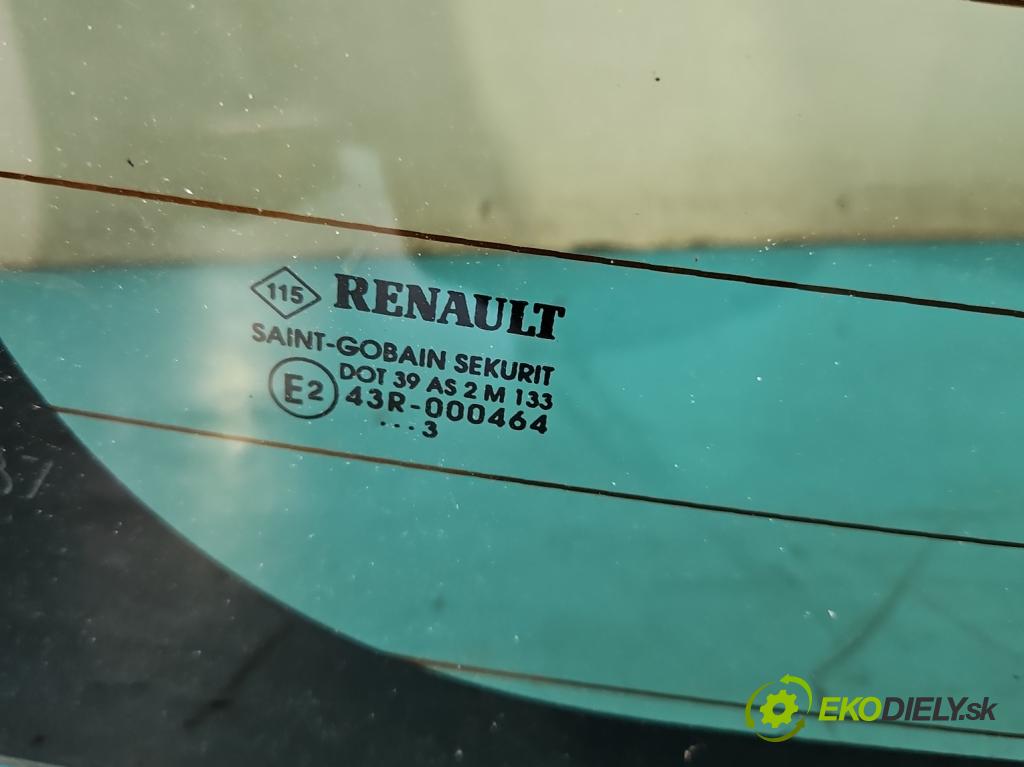 115 RENAULT
SAINT-GOBAIN SEKURIT
DOT 39 AS 2 M 133
E2 43R-000464
...3
EKODIELY.sk